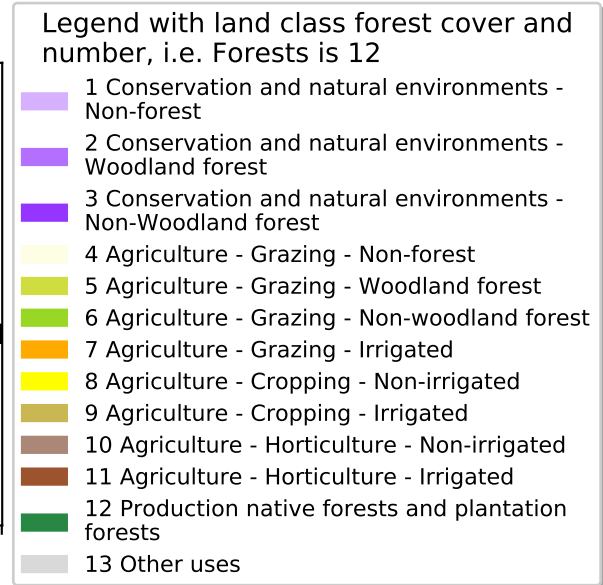 Legend with land class forest cover and
number, i.e. Forests is 12
1 Conservation and natural environments -
Non-forest
2 Conservation and natural environments -
Woodland forest
3 Conservation and natural environments -
Non-Woodland forest
4 Agriculture - Grazing - Non-forest
5 Agriculture - Grazing - Woodland forest
6 Agriculture - Grazing - Non-woodland forest
7 Agriculture - Grazing - Irrigated
8 Agriculture - Cropping - Non-irrigated
9 Agriculture - Cropping - Irrigated
10 Agriculture - Horticulture - Non-irrigated
11 Agriculture - Horticulture - Irrigated
12 Production native forests and plantation
forests
13 Other uses